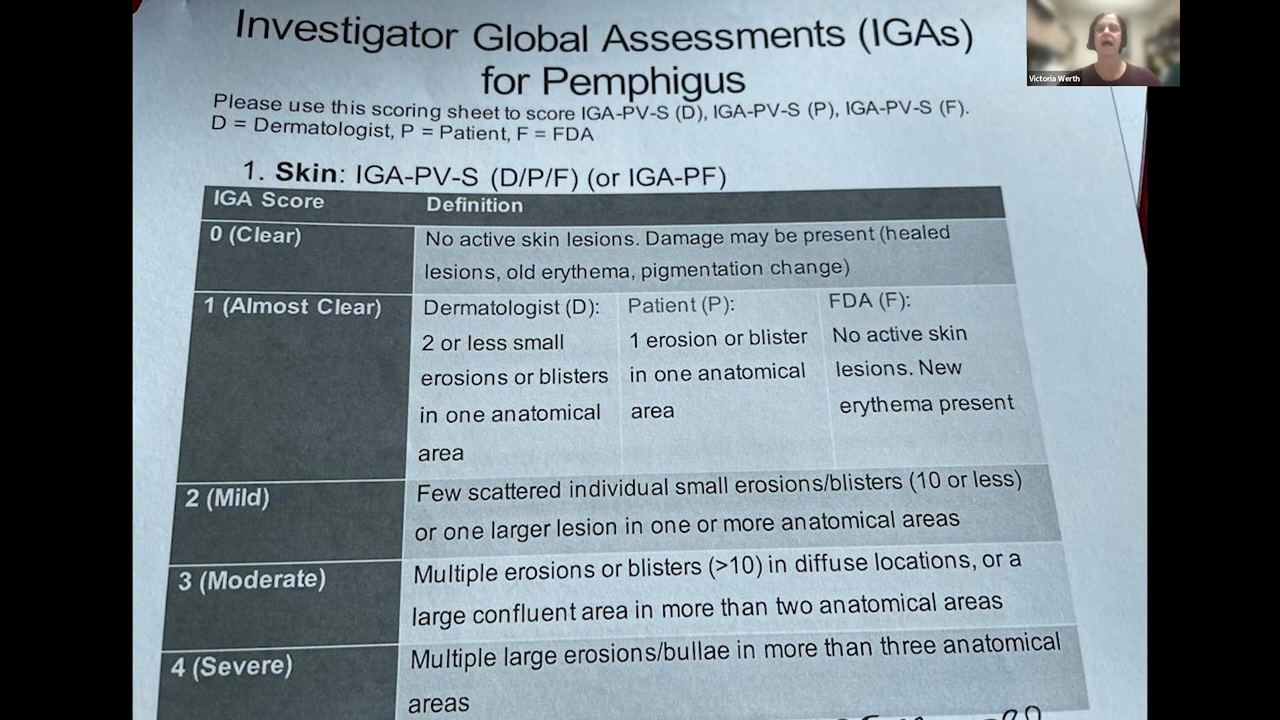 Investigator Global Assessments (IGAs)
for Pemphigus
Victoria Werth
Please use this scoring sheet to score IGA-PV-S (D), IGA-PV-S (P), IGA-PV-S (F).
D = Dermatologist, P = Patient, F = FDA
1. Skin: IGA-PV-S (D/P/F) (or IGA-PF)
IGA Score
Definition
0 (Clear)
No active skin lesions. Damage may be present (healed
lesions, old erythema, pigmentation change)
1 (Almost Clear)
Dermatologist (D):
2 or less small
erosions or blisters
in one anatomical
area
Patient (P):
1 erosion or blister
in one anatomical
area
FDA (F):
No active skin
lesions. New
erythema present
2 (Mild)
Few scattered individual small erosions/blisters (10 or less)
or one larger lesion in one or more anatomical areas
3 (Moderate)
Multiple erosions or blisters (>10) in diffuse locations, or a
large confluent area in more than two anatomical areas
4 (Severe)
Multiple large erosions/bullae in more than three anatomical
areas